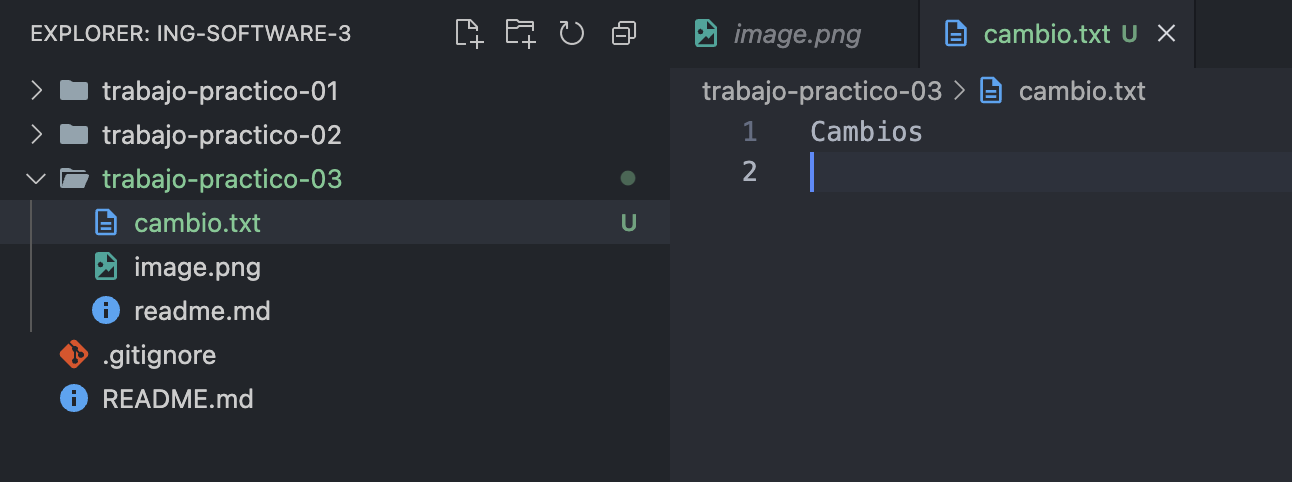 EXPLORER: ING-SOFTWARE-3
trabajo-practico-01
trabajo-practico-02
trabajo-practico-03
cambio.txt U
image.png
readme.md
.gitignore
README.md
image.png
cambio.txt U
trabajo-practico-03 > cambio.txt
1 Cambios
2